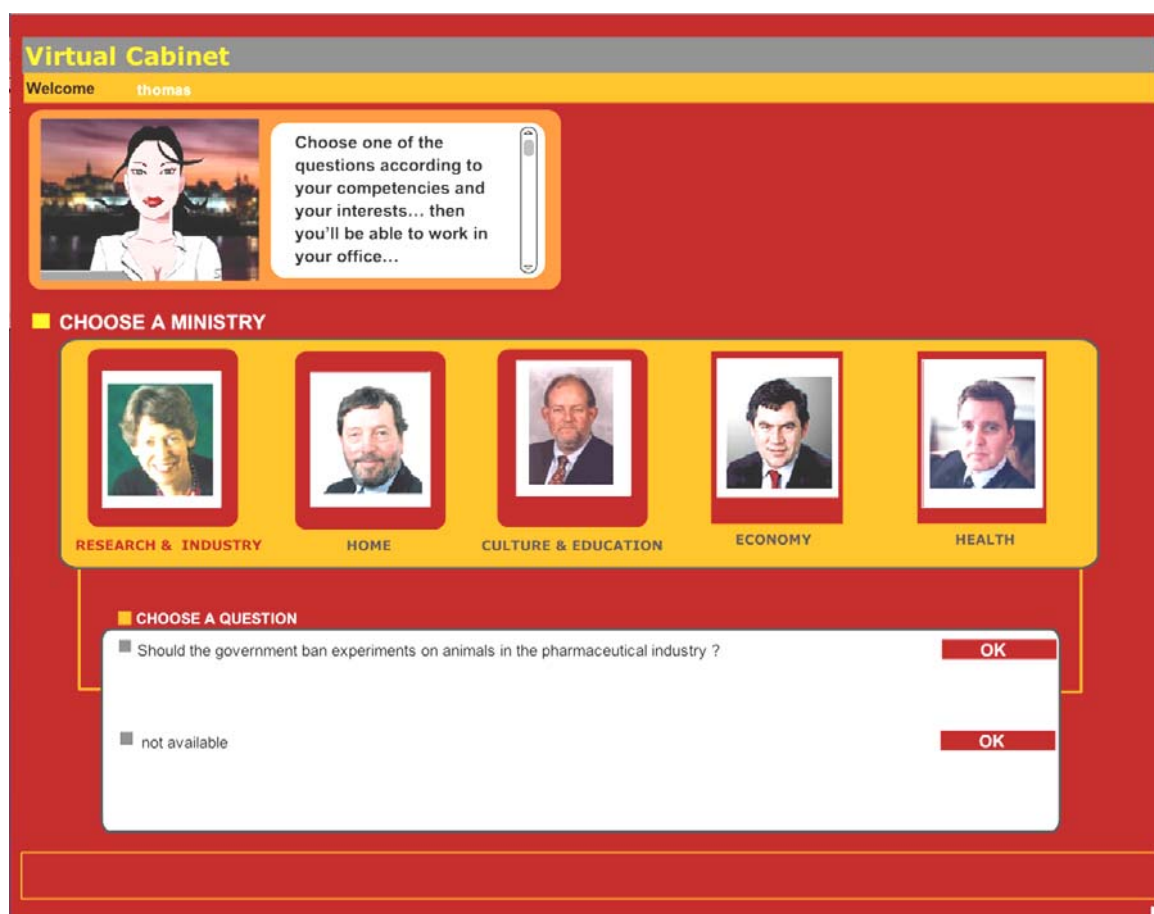 Virtual Cabinet
Welcome thomas
Choose one of the
questions according to
your competencies and
your interests... then
you'll be able to work in
your office...
CHOOSE A MINISTRY
RESEARCH & INDUSTRY HOME CULTURE & EDUCATION ECONOMY HEALTH
CHOOSE A QUESTION
Should the government ban experiments on animals in the pharmaceutical industry ? OK
not available OK